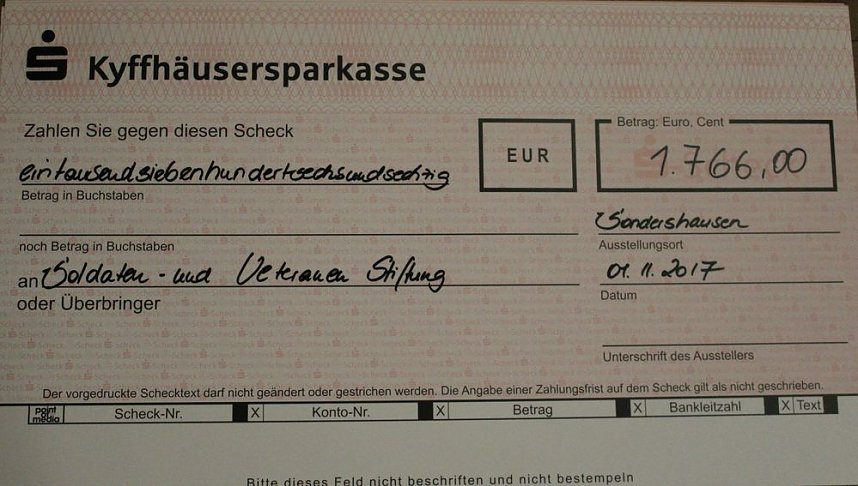 Kyffhäusersparkasse
Zahlen Sie gegen diesen Scheck
eintausendsiebenhundertsechsundsechzig
Betrag in Buchstaben
EUR
Betrag: Euro, Cent
1.766,00
noch Betrag in Buchstaben
Sondershausen
Ausstellungsort
an Soldaten - und Veteranen Stiftung
oder Überbringer
01.11.2017
Datum
Unterschrift des Ausstellers
Der vorgedruckte Schecktext darf nicht geändert oder gestrichen werden. Die Angabe einer Zahlungsfrist auf dem Scheck gilt als nicht geschrieben.
point of media Scheck-Nr. X Konto-Nr. X Betrag X Bankleitzahl X Text
Bitte dieses Feld nicht beschriften und nicht bestempeln